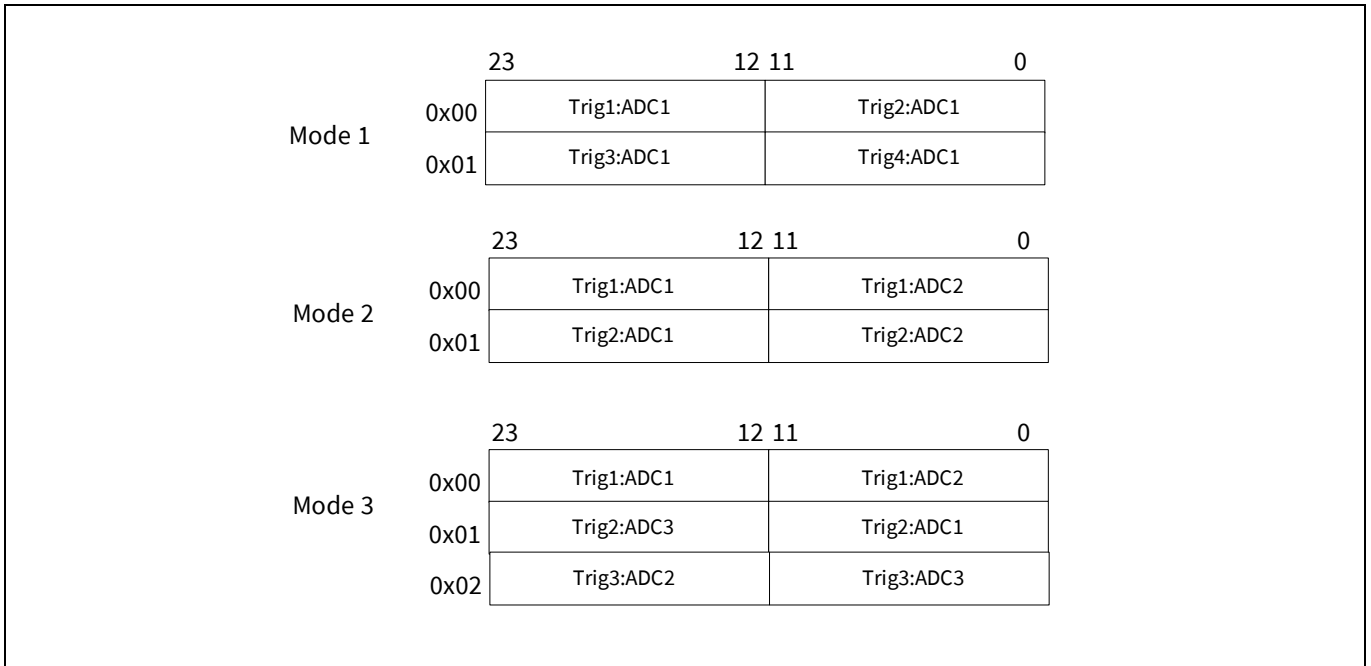 23 12 11 0
Mode 1
0x00 Trig1:ADC1 Trig2:ADC1
0x01 Trig3:ADC1 Trig4:ADC1
23 12 11 0
Mode 2
0x00 Trig1:ADC1 Trig1:ADC2
0x01 Trig2:ADC1 Trig2:ADC2
23 12 11 0
Mode 3
0x00 Trig1:ADC1 Trig1:ADC2
0x01 Trig2:ADC3 Trig2:ADC1
0x02 Trig3:ADC2 Trig3:ADC3